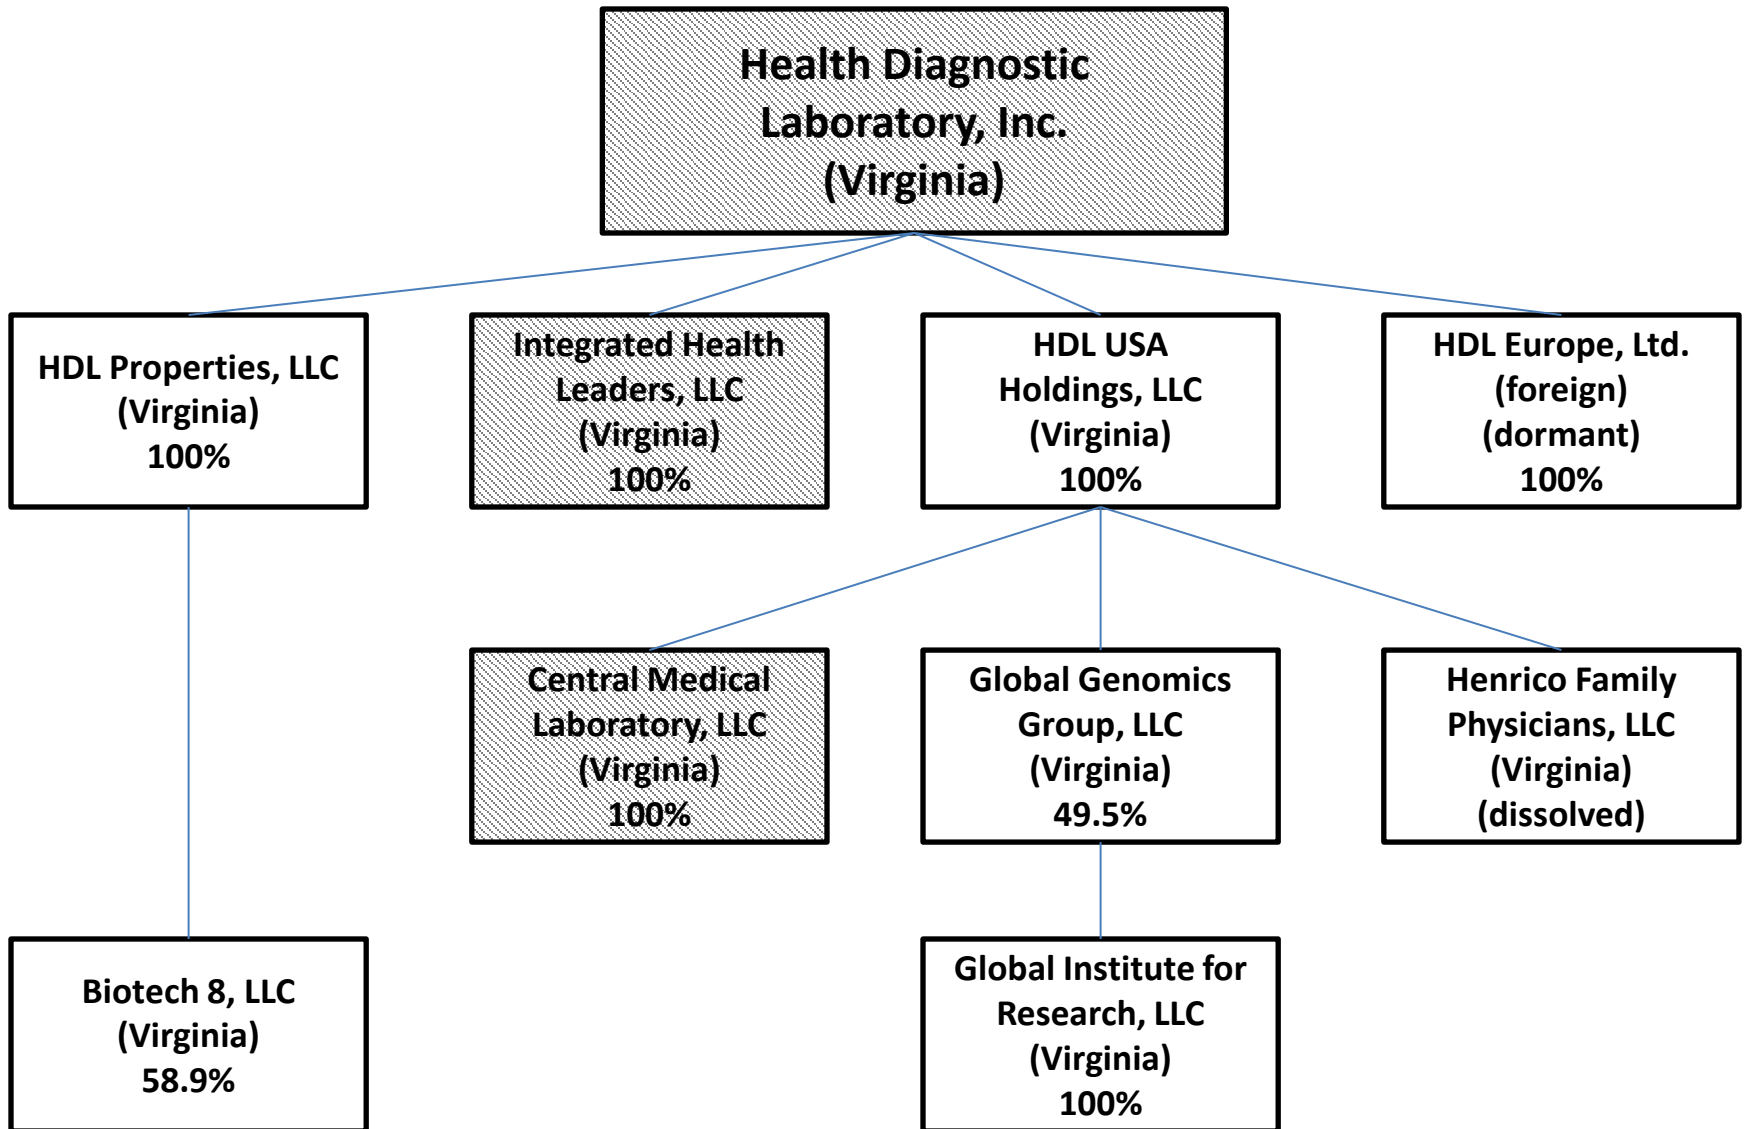 Health Diagnostic
Laboratory, Inc.
(Virginia)
HDL Properties, LLC
(Virginia)
100%
Integrated Health
Leaders, LLC
(Virginia)
100%
HDL USA
Holdings, LLC
(Virginia)
100%
HDL Europe, Ltd.
(foreign)
(dormant)
100%
Central Medical
Laboratory, LLC
(Virginia)
100%
Global Genomics
Group, LLC
(Virginia)
49.5%
Henrico Family
Physicians, LLC
(Virginia)
(dissolved)
Biotech 8, LLC
(Virginia)
58.9%
Global Institute for
Research, LLC
(Virginia)
100%